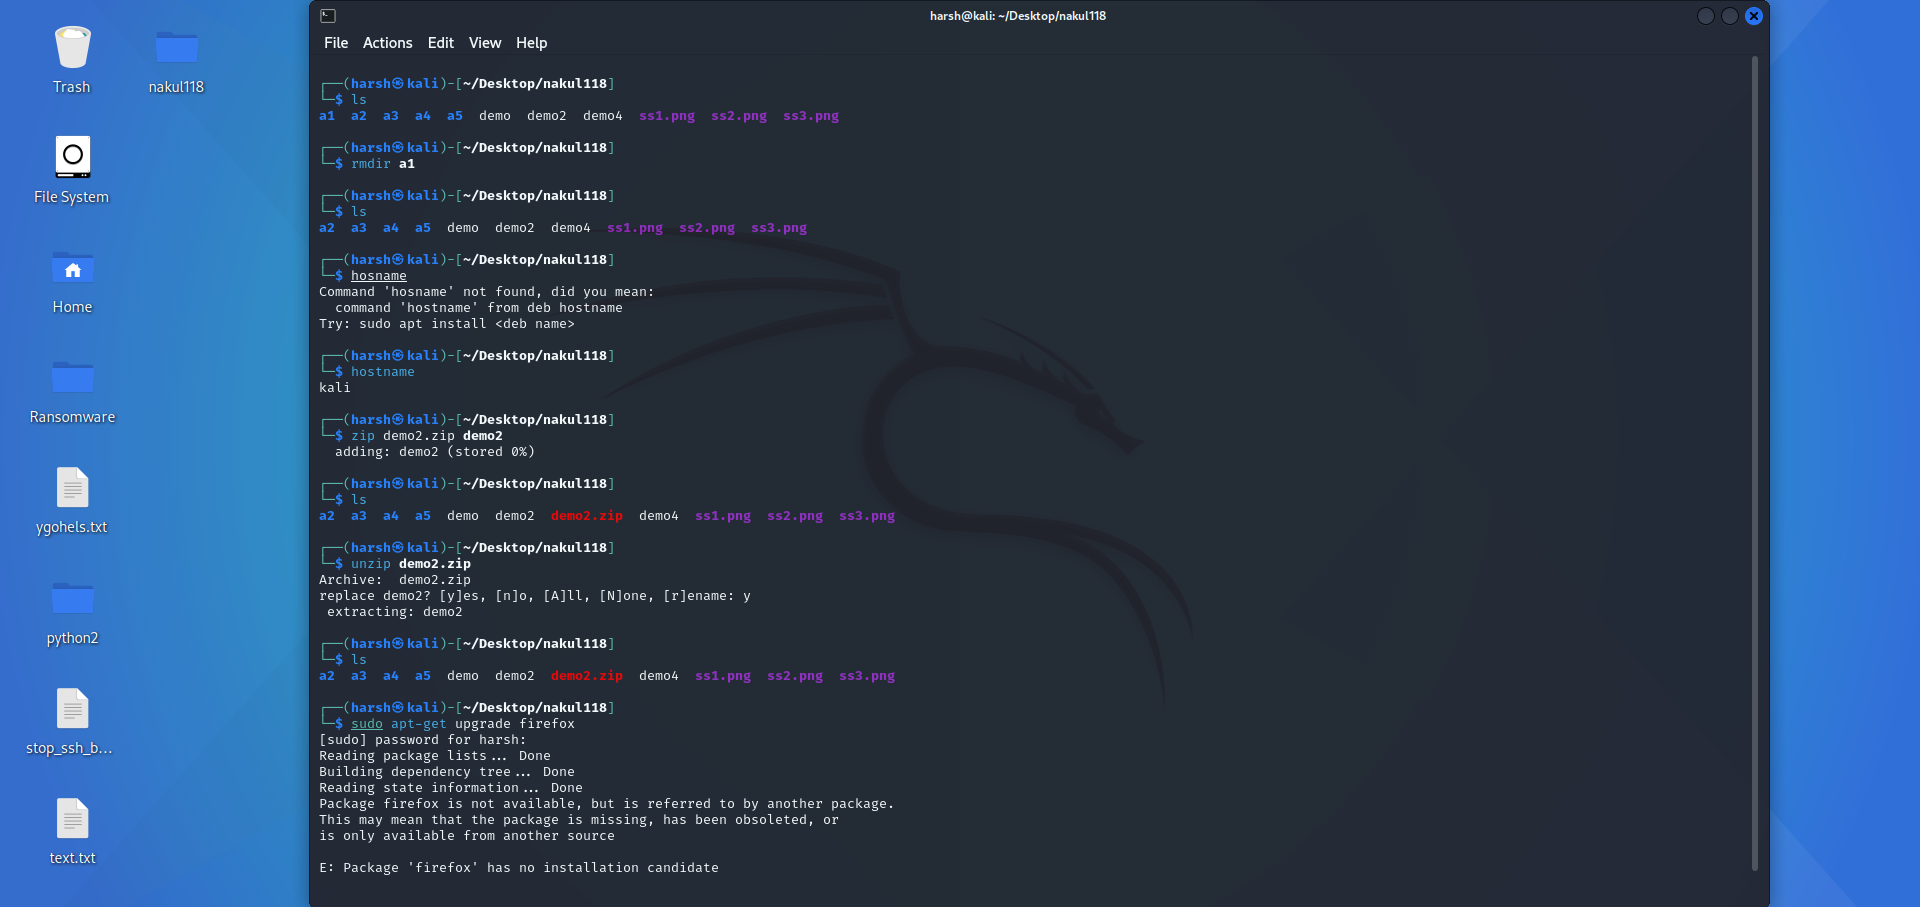 Trash
nakul118
File System
Home
Ransomware
ygohels.txt
python2
stop_ssh_b...
text.txt
harsh@kali: ~/Desktop/nakul118
File Actions Edit View Help
┌──(harsh㉿kali)-[~/Desktop/nakul118]
└─$ ls
a1 a2 a3 a4 a5 demo demo2 demo4 ss1.png ss2.png ss3.png
┌──(harsh㉿kali)-[~/Desktop/nakul118]
└─$ rmdir a1
┌──(harsh㉿kali)-[~/Desktop/nakul118]
└─$ ls
a2 a3 a4 a5 demo demo2 demo4 ss1.png ss2.png ss3.png
┌──(harsh㉿kali)-[~/Desktop/nakul118]
└─$ hosname
Command 'hosname' not found, did you mean:
command 'hostname' from deb hostname
Try: sudo apt install <deb name>
┌──(harsh㉿kali)-[~/Desktop/nakul118]
└─$ hostname
kali
┌──(harsh㉿kali)-[~/Desktop/nakul118]
└─$ zip demo2.zip demo2
adding: demo2 (stored 0%)
┌──(harsh㉿kali)-[~/Desktop/nakul118]
└─$ ls
a2 a3 a4 a5 demo demo2 demo2.zip demo4 ss1.png ss2.png ss3.png
┌──(harsh㉿kali)-[~/Desktop/nakul118]
└─$ unzip demo2.zip
Archive: demo2.zip
replace demo2? [y]es, [n]o, [A]ll, [N]one, [r]ename: y
extracting: demo2
┌──(harsh㉿kali)-[~/Desktop/nakul118]
└─$ ls
a2 a3 a4 a5 demo demo2 demo2.zip demo4 ss1.png ss2.png ss3.png
┌──(harsh㉿kali)-[~/Desktop/nakul118]
└─$ sudo apt-get upgrade firefox
[sudo] password for harsh:
Reading package lists... Done
Building dependency tree... Done
Reading state information... Done
Package firefox is not available, but is referred to by another package.
This may mean that the package is missing, has been obsoleted, or
is only available from another source
E: Package 'firefox' has no installation candidate